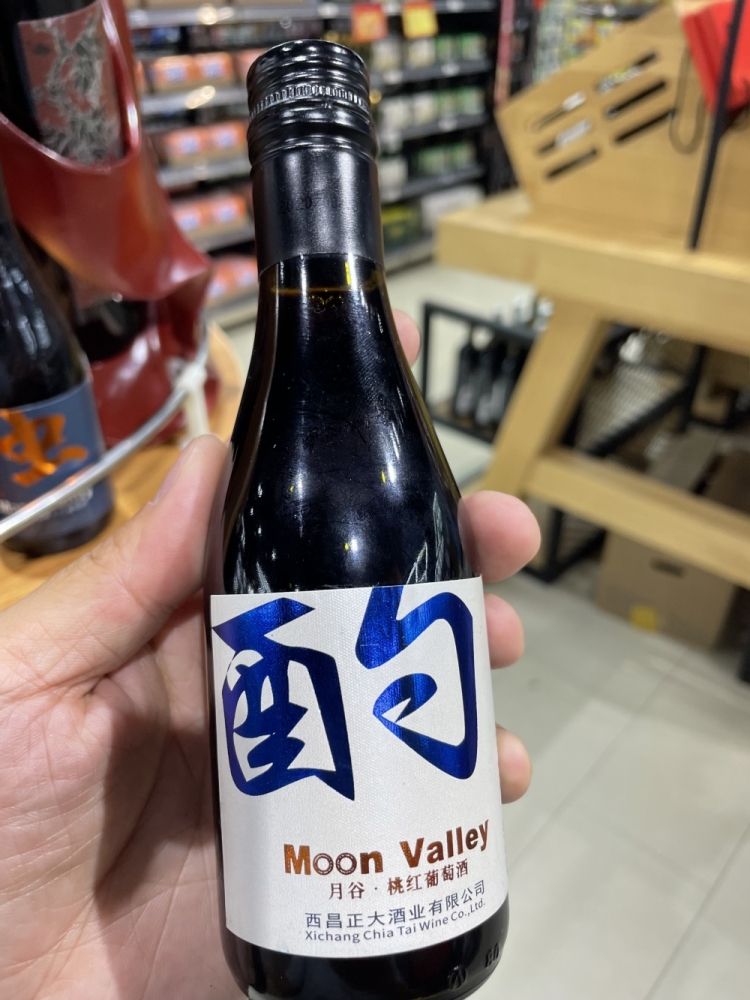 酌
Moon Valley
月谷·桃红葡萄酒
西昌正大酒业有限公司
Xichang Chia Tai Wine Co.,Ltd.